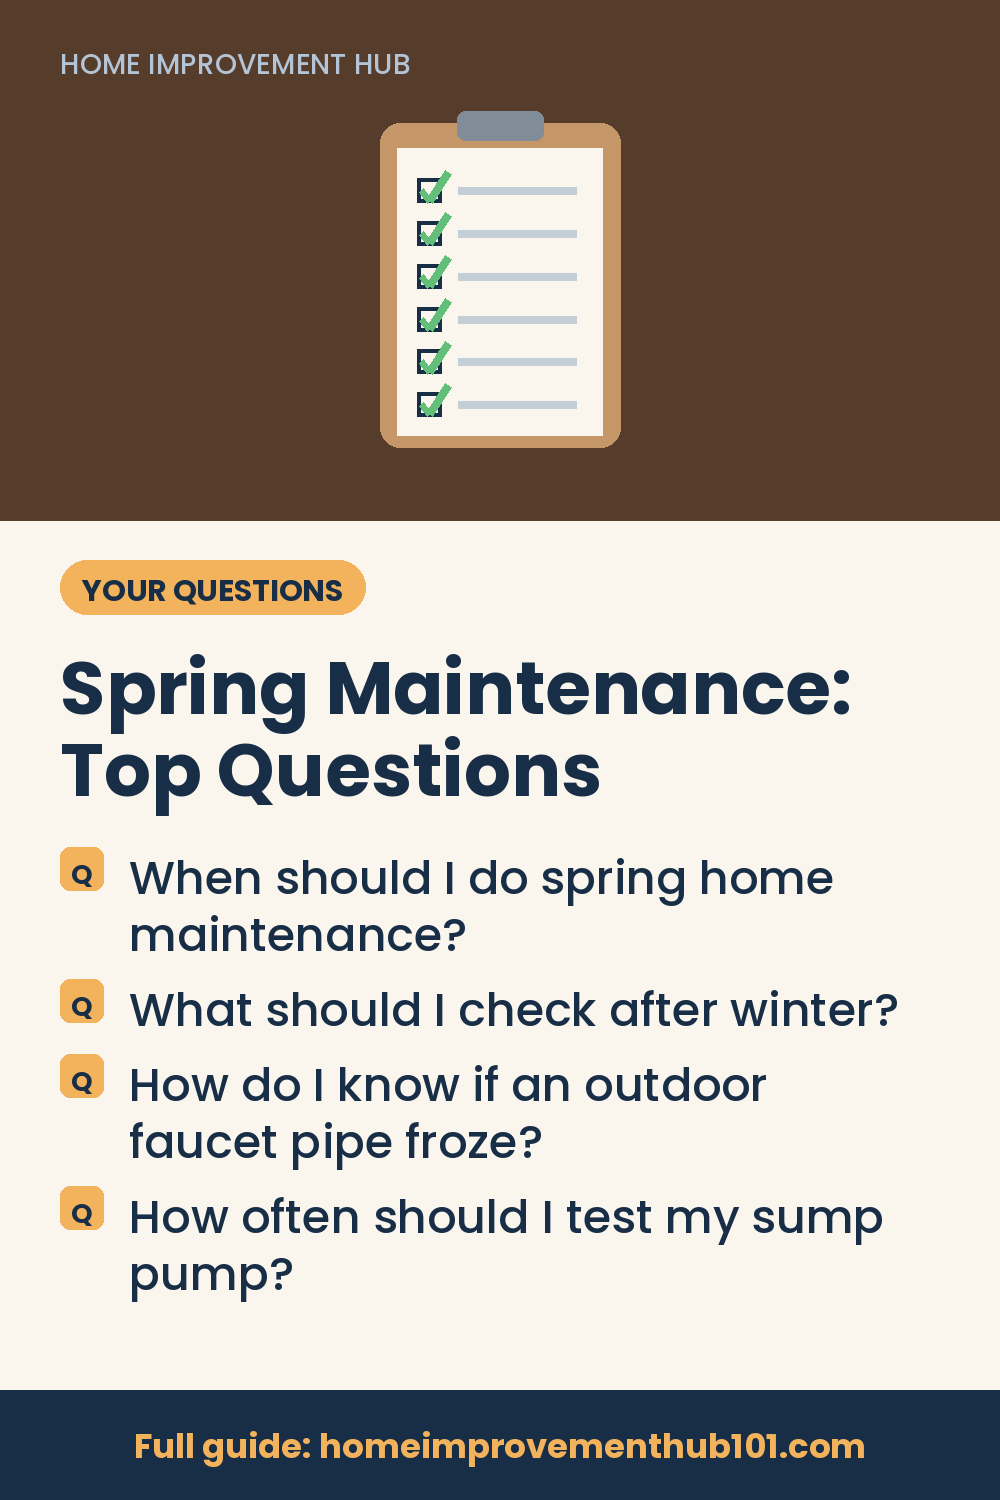 HOME IMPROVEMENT HUB
YOUR QUESTIONS
Spring Maintenance:
Top Questions
Q When should I do spring home
maintenance?
Q What should I check after winter?
Q How do I know if an outdoor
faucet pipe froze?
Q How often should I test my sump
pump?
Full guide: homeimprovementhub101.com